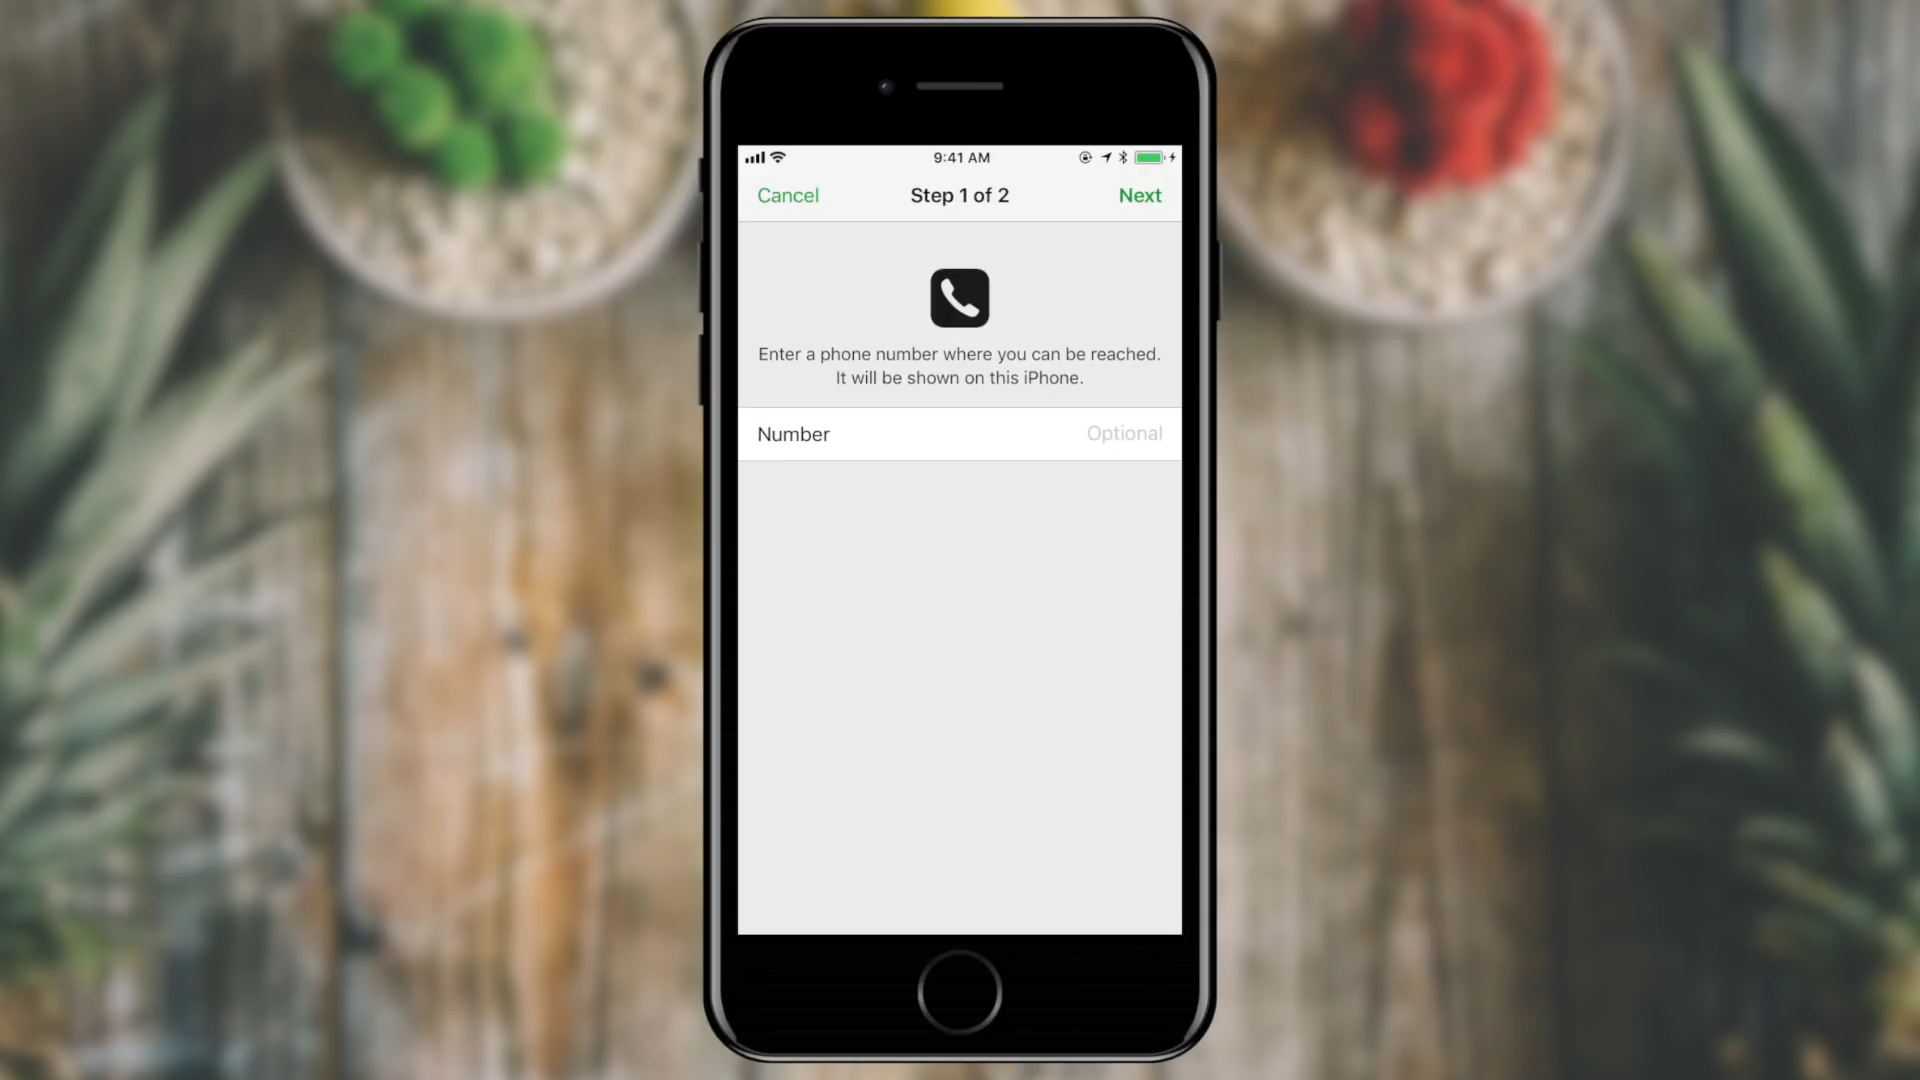 9:41 AM
Cancel Step 1 of 2 Next
Enter a phone number where you can be reached.
It will be shown on this iPhone.
Number Optional